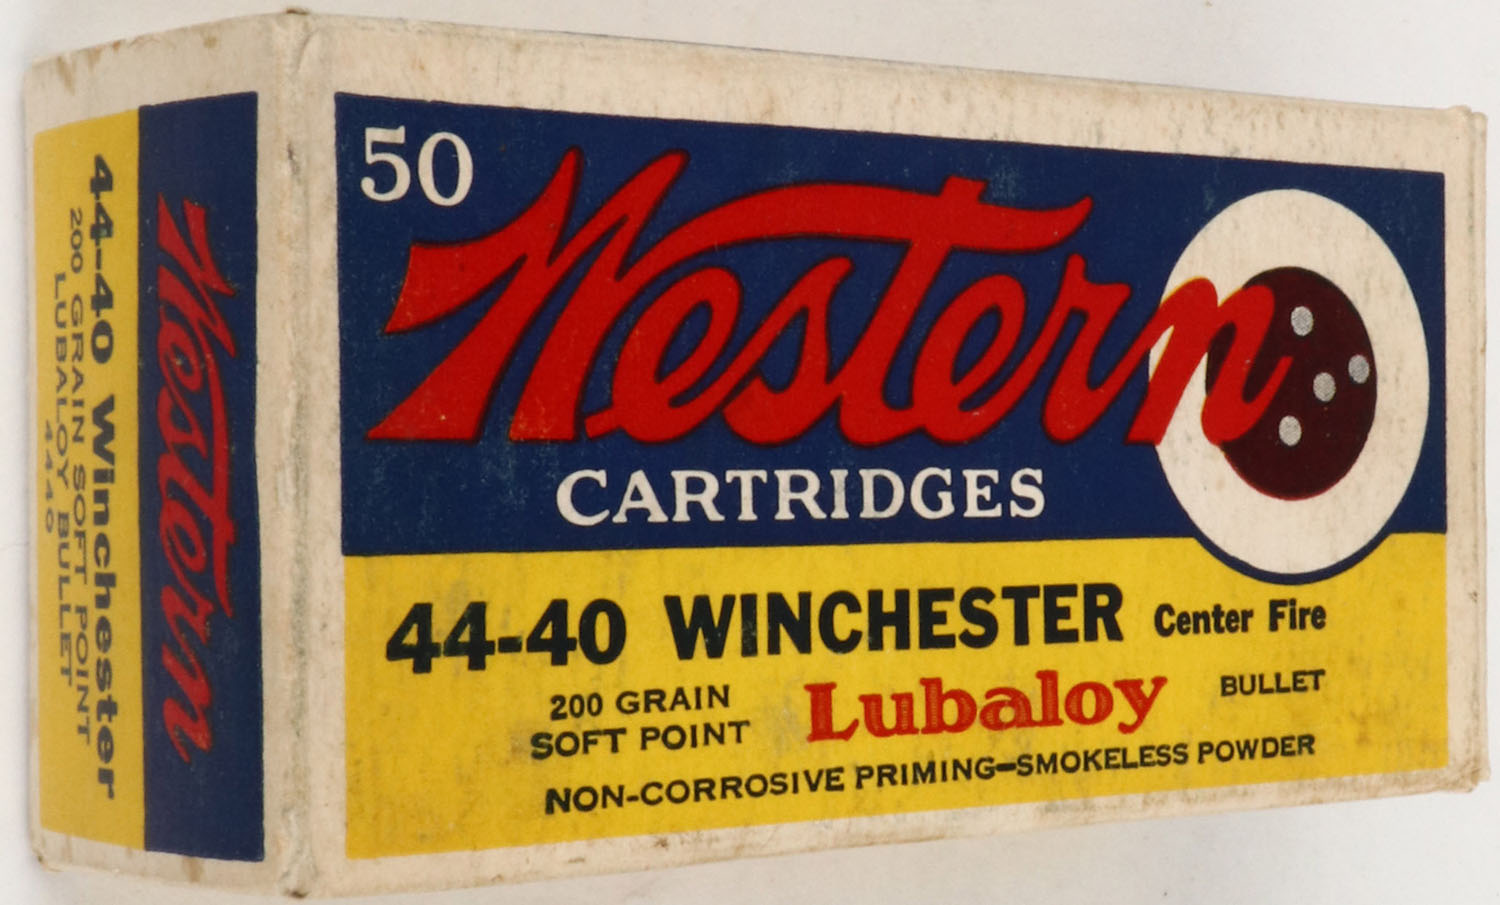 50
Western
CARTRIDGES
44-40 WINCHESTER Center Fire
200 GRAIN
SOFT POINT
Lubaloy BULLET
NON-CORROSIVE PRIMING—SMOKELESS POWDER
Western
44-40 Winchester
200 GRAIN SOFT POINT
LUBALOY BULLET
4440